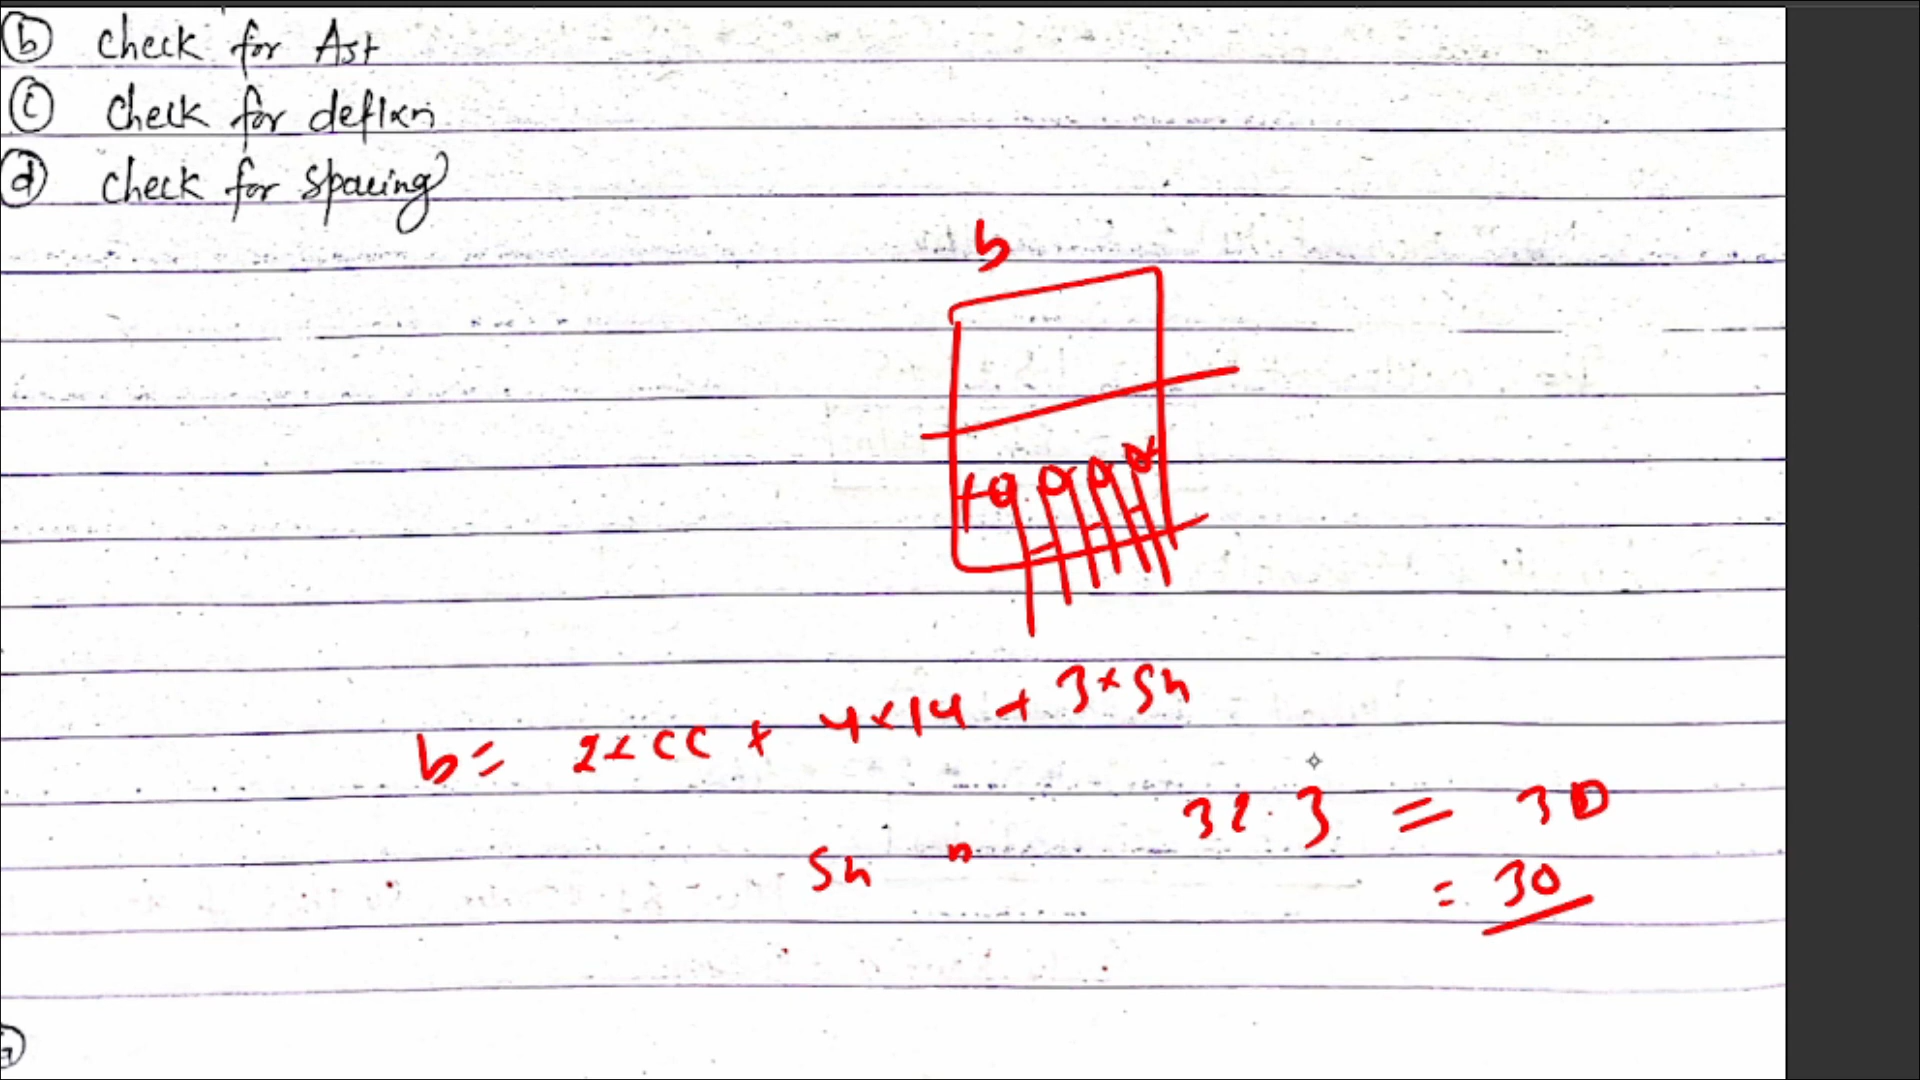 b check for Ast
c check for deflxn
d check for spacing
b
b = 2×CC + 4×14 + 3×Sh
32.3 = 30
Sh =
= 30